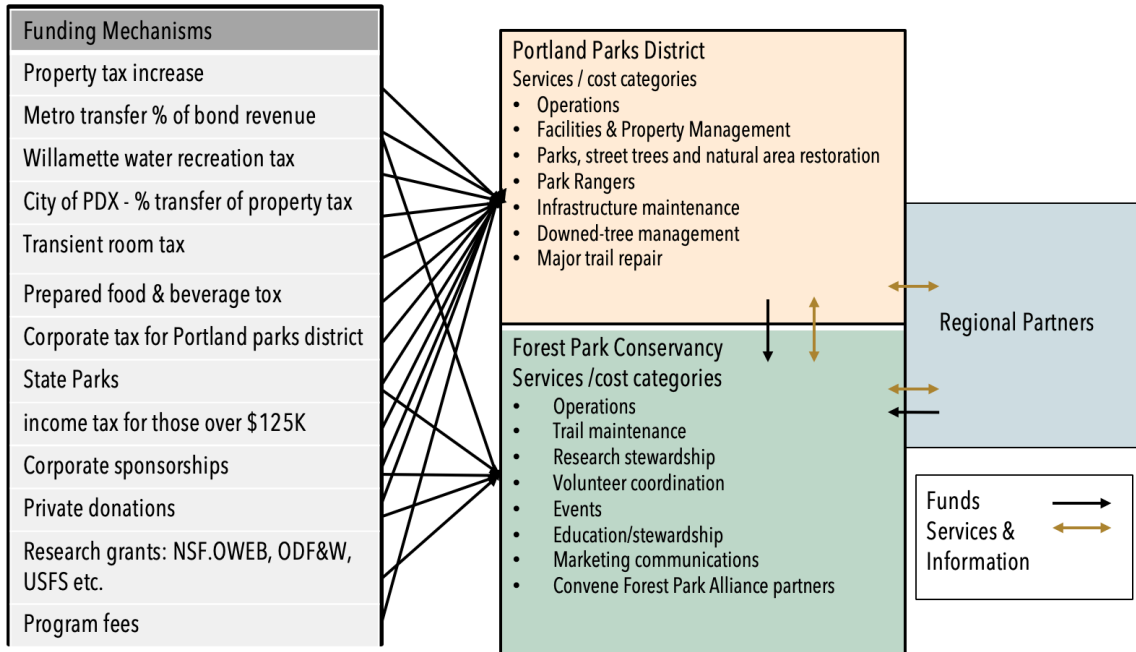 Funding Mechanisms
Property tax increase
Metro transfer % of bond revenue
Willamette water recreation tax
City of PDX - % transfer of property tax
Transient room tax
Prepared food & beverage tox
Corporate tax for Portland parks district
State Parks
income tax for those over $125K
Corporate sponsorships
Private donations
Research grants: NSF.OWEB, ODF&W,
USFS etc.
Program fees
Portland Parks District
Services / cost categories
• Operations
• Facilities & Property Management
• Parks, street trees and natural area restoration
• Park Rangers
• Infrastructure maintenance
• Downed-tree management
• Major trail repair
Forest Park Conservancy
Services /cost categories
• Operations
• Trail maintenance
• Research stewardship
• Volunteer coordination
• Events
• Education/stewardship
• Marketing communications
• Convene Forest Park Alliance partners
Regional Partners
Funds
Services &
Information